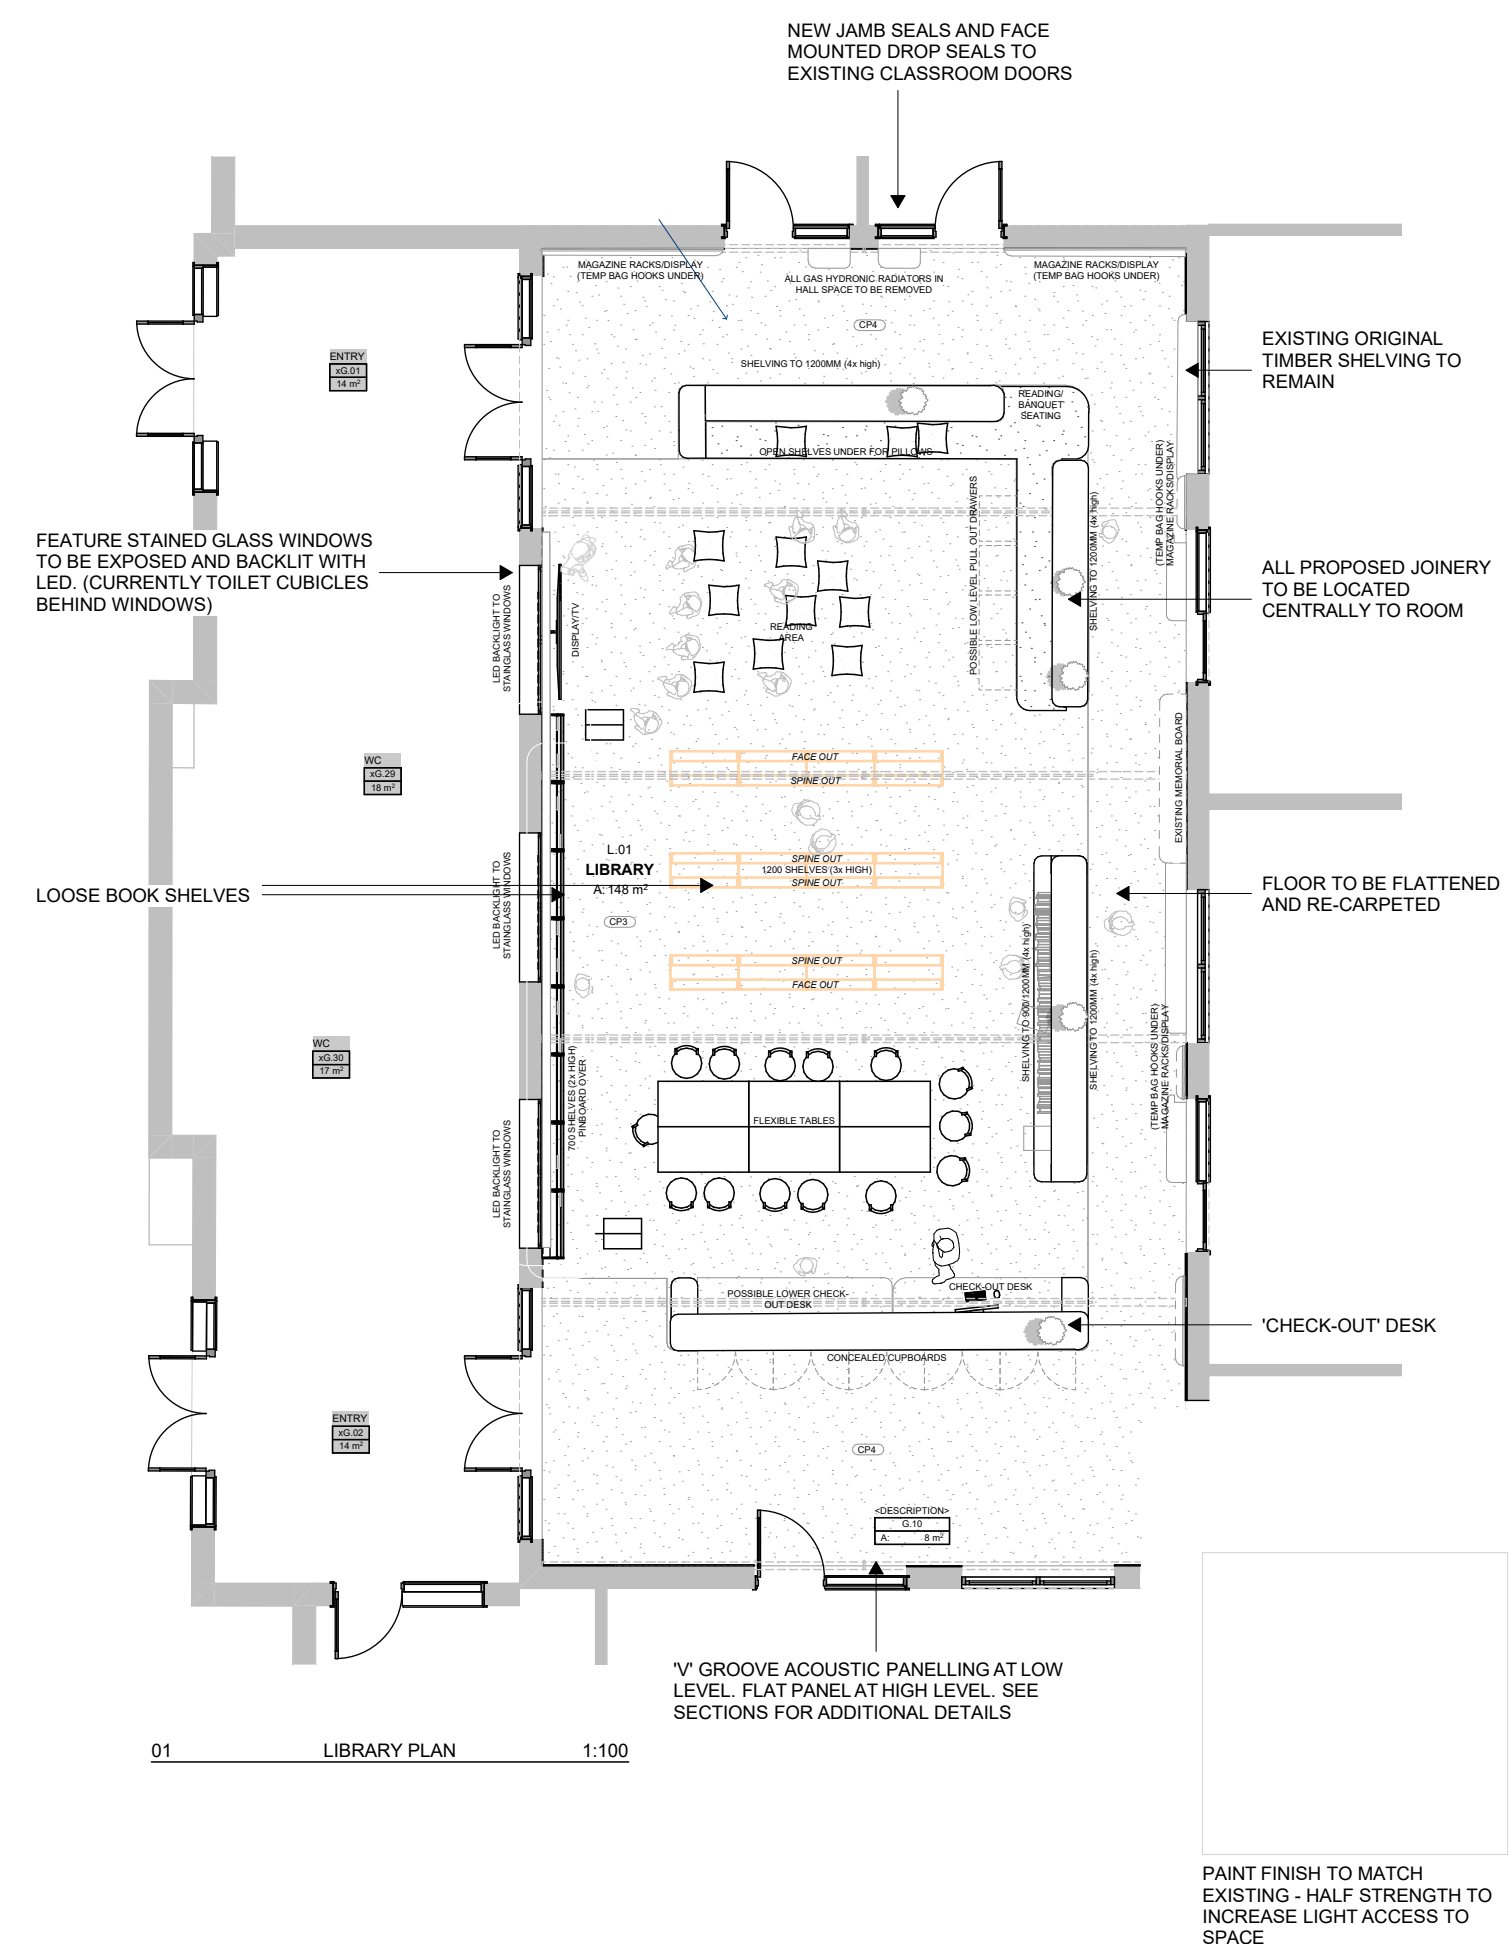 NEW JAMB SEALS AND FACE
MOUNTED DROP SEALS TO
EXISTING CLASSROOM DOORS
MAGAZINE RACKS/DISPLAY
(TEMP BAG HOOKS UNDER)
ALL GAS HYDRONIC RADIATORS IN
HALL SPACE TO BE REMOVED
MAGAZINE RACKS/DISPLAY
(TEMP BAG HOOKS UNDER)
CP4
ENTRY
xG.01
14 m²
SHELVING TO 1200MM (4x high)
EXISTING ORIGINAL
TIMBER SHELVING TO
REMAIN
READING/
BANQUET
SEATING
OPEN SHELVES UNDER FOR PILLOWS
(TEMP BAG HOOKS UNDER)
MAGAZINE RACKS/DISPLAY
POSSIBLE LOW LEVEL PULL OUT DRAWERS
SHELVING TO 1200MM (4x high)
FEATURE STAINED GLASS WINDOWS
TO BE EXPOSED AND BACKLIT WITH
LED. (CURRENTLY TOILET CUBICLES
BEHIND WINDOWS)
LED BACKLIGHT TO
STAINGLASS WINDOWS
DISPLAY/TV
READING
AREA
ALL PROPOSED JOINERY
TO BE LOCATED
CENTRALLY TO ROOM
EXISTING MEMORIAL BOARD
FACE OUT
SPINE OUT
WC
xG.29
18 m²
L.01
LIBRARY
A: 148 m²
SPINE OUT
1200 SHELVES (3x HIGH)
SPINE OUT
LOOSE BOOK SHELVES
LED BACKLIGHT TO
STAINGLASS WINDOWS
CP3
FLOOR TO BE FLATTENED
AND RE-CARPETED
SPINE OUT
FACE OUT
SHELVING TO 900/1200MM (4x high)
SHELVING TO 1200MM (4x high)
(TEMP BAG HOOKS UNDER)
MAGAZINE RACKS/DISPLAY
WC
xG.30
17 m²
700 SHELVES (2x HIGH)
PINBOARD OVER
FLEXIBLE TABLES
LED BACKLIGHT TO
STAINGLASS WINDOWS
POSSIBLE LOWER CHECK-
OUT DESK
CHECK-OUT DESK
'CHECK-OUT' DESK
CONCEALED CUPBOARDS
ENTRY
xG.02
14 m²
CP4
<DESCRIPTION>
G.10
A: 8 m²
'V' GROOVE ACOUSTIC PANELLING AT LOW
LEVEL. FLAT PANEL AT HIGH LEVEL. SEE
SECTIONS FOR ADDITIONAL DETAILS
01 LIBRARY PLAN 1:100
PAINT FINISH TO MATCH
EXISTING - HALF STRENGTH TO
INCREASE LIGHT ACCESS TO
SPACE